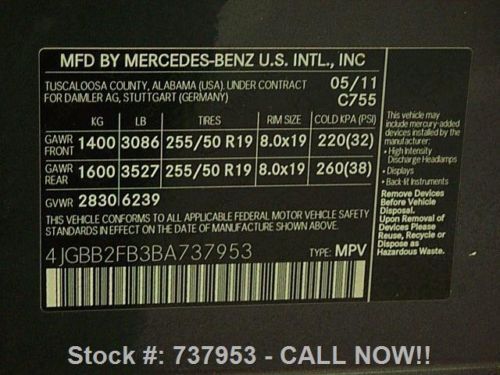 MFD BY MERCEDES-BENZ U.S. INTL., INC
TUSCALOOSA COUNTY, ALABAMA (USA). UNDER CONTRACT
FOR DAIMLER AG, STUTTGART (GERMANY)
05/11
C755
KG LB TIRES RIM SIZE COLD KPA (PSI)
GAWR FRONT 1400 3086 255/50 R19 8.0x19 220(32)
GAWR REAR 1600 3527 255/50 R19 8.0x19 260(38)
GVWR 2830 6239
THIS VEHICLE CONFORMS TO ALL APPLICABLE FEDERAL MOTOR VEHICLE SAFETY
STANDARDS IN EFFECT ON THE DATE OF MANUFACTURE SHOWN ABOVE.
4JGBB2FB3BA737953
TYPE: MPV
This vehicle may
include mercury-added
devices installed by the
manufacturer:
• High Intensity
Discharge Headlamps
• Displays
• Back-lit Instruments
Remove Devices
Before Vehicle
Disposal.
Upon Removal of
Devices Please
Reuse, Recycle or
Dispose as
Hazardous Waste.
Stock #: 737953 - CALL NOW!!